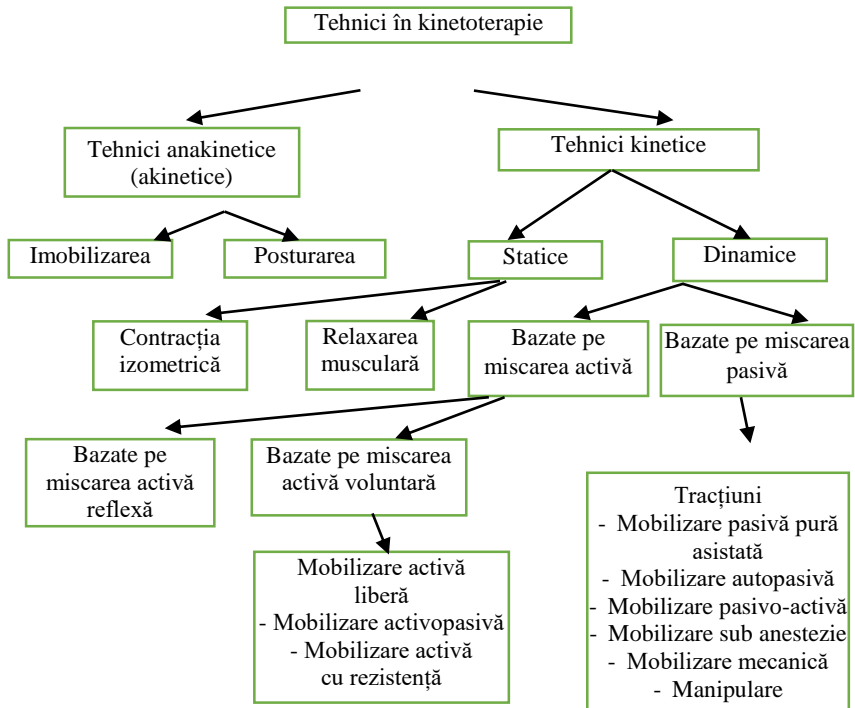 Tehnici în kinetoterapie
Tehnici anakinetice
(akinetice)
Tehnici kinetice
Imobilizarea
Posturarea
Statice
Dinamice
Contracția
izometrică
Relaxarea
musculară
Bazate pe
miscarea activă
Bazate pe miscarea
pasivă
Bazate pe
miscarea activă
reflexă
Bazate pe miscarea
activă voluntară
Mobilizare activă
liberă
- Mobilizare activopasivă
- Mobilizare activă
cu rezistență
Tracțiuni
- Mobilizare pasivă pură
asistată
- Mobilizare autopasivă
- Mobilizare pasivo-activă
- Mobilizare sub anestezie
- Mobilizare mecanică
- Manipulare